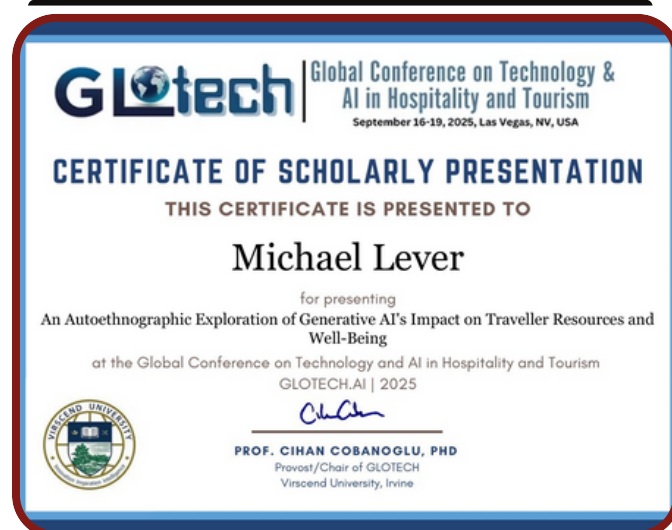 GLOtech
Global Conference on Technology &
AI in Hospitality and Tourism
September 16-19, 2025, Las Vegas, NV, USA
CERTIFICATE OF SCHOLARLY PRESENTATION
THIS CERTIFICATE IS PRESENTED TO
Michael Lever
for presenting
An Autoethnographic Exploration of Generative AI's Impact on Traveller Resources and
Well-Being
at the Global Conference on Technology and AI in Hospitality and Tourism
GLOTECH.AI | 2025
PROF. CIHAN COBANOGLU, PHD
Provost/Chair of GLOTECH
Virscend University, Irvine
VIRSCEND UNIVERSITY